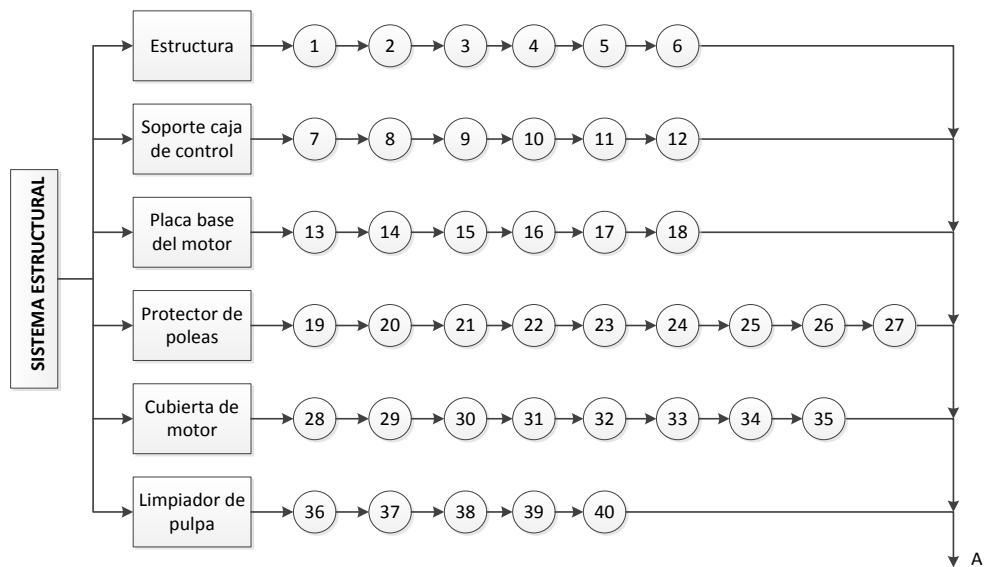 SISTEMA ESTRUCTURAL
Estructura
1 2 3 4 5 6
Soporte caja
de control
7 8 9 10 11 12
Placa base
del motor
13 14 15 16 17 18
Protector de
poleas
19 20 21 22 23 24 25 26 27
Cubierta de
motor
28 29 30 31 32 33 34 35
Limpiador de
pulpa
36 37 38 39 40
A